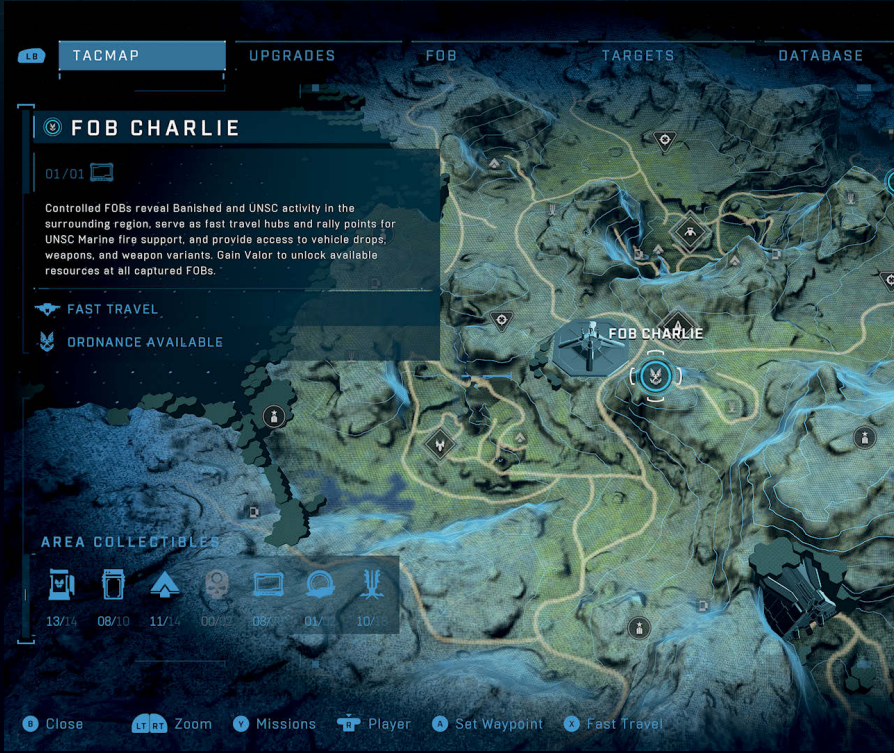 LB TACMAP UPGRADES FOB TARGETS DATABASE
FOB CHARLIE
01/01
Controlled FOBs reveal Banished and UNSC activity in the
surrounding region, serve as fast travel hubs and rally points for
UNSC Marine fire support, and provide access to vehicle drops,
weapons, and weapon variants. Gain Valor to unlock available
resources at all captured FOBs.
FAST TRAVEL
ORDNANCE AVAILABLE
FOB CHARLIE
AREA COLLECTIBLES
13/14 08/10 11/14 00/02 08/ 01/ 10/
B Close LT RT Zoom Y Missions Player A Set Waypoint X Fast Travel